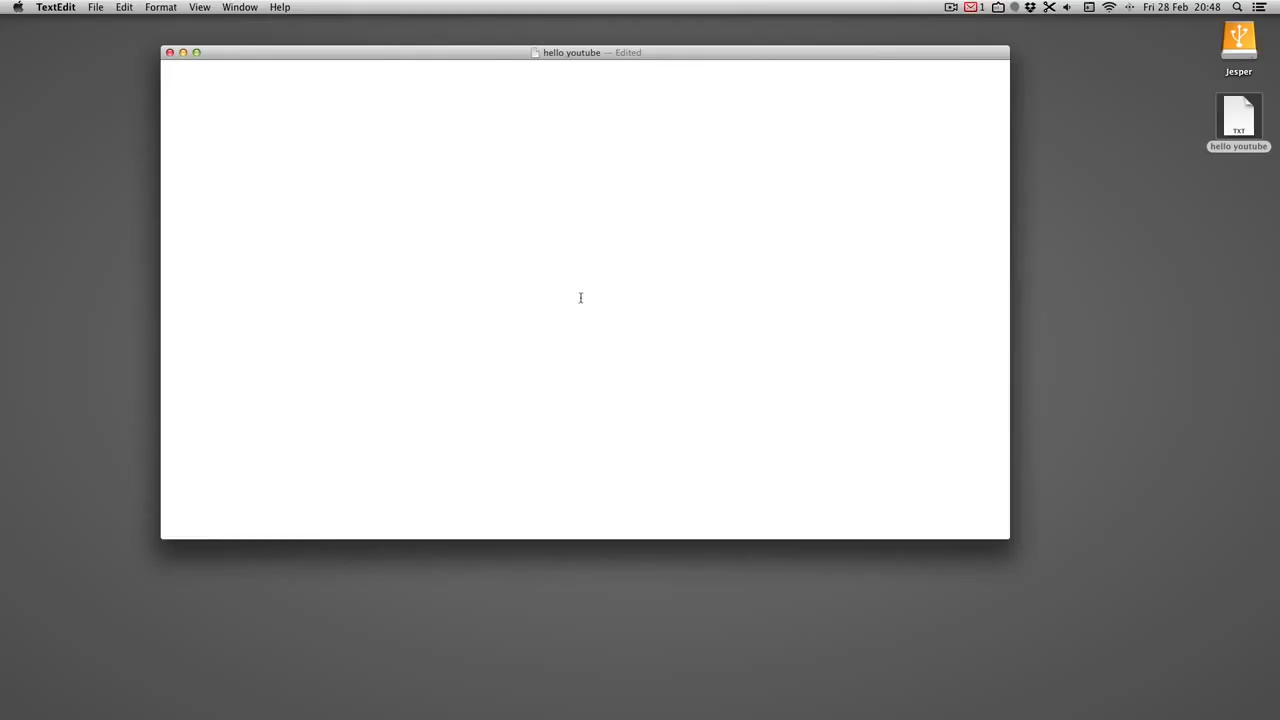 TextEdit File Edit Format View Window Help 1 Fri 28 Feb 20:48
hello youtube — Edited
Jesper
TXT
hello youtube